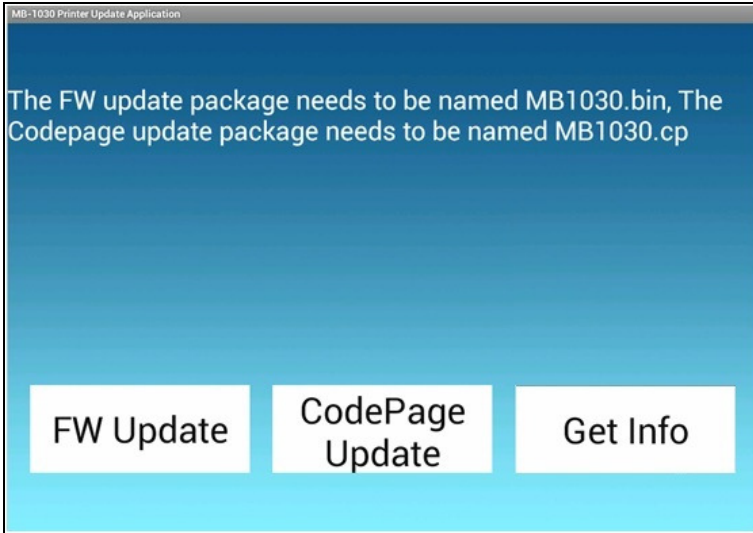 MB-1030 Printer Update Application
The FW update package needs to be named MB1030.bin, The
Codepage update package needs to be named MB1030.cp
FW Update
CodePage
Update
Get Info